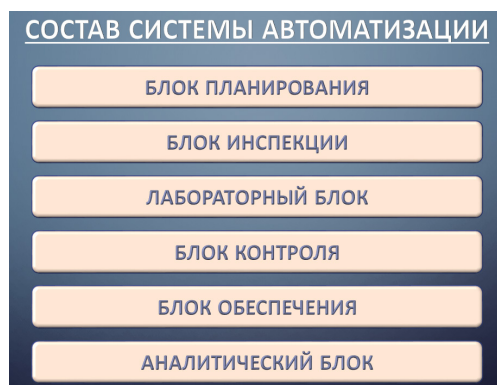 СОСТАВ СИСТЕМЫ АВТОМАТИЗАЦИИ
БЛОК ПЛАНИРОВАНИЯ
БЛОК ИНСПЕКЦИИ
ЛАБОРАТОРНЫЙ БЛОК
БЛОК КОНТРОЛЯ
БЛОК ОБЕСПЕЧЕНИЯ
АНАЛИТИЧЕСКИЙ БЛОК